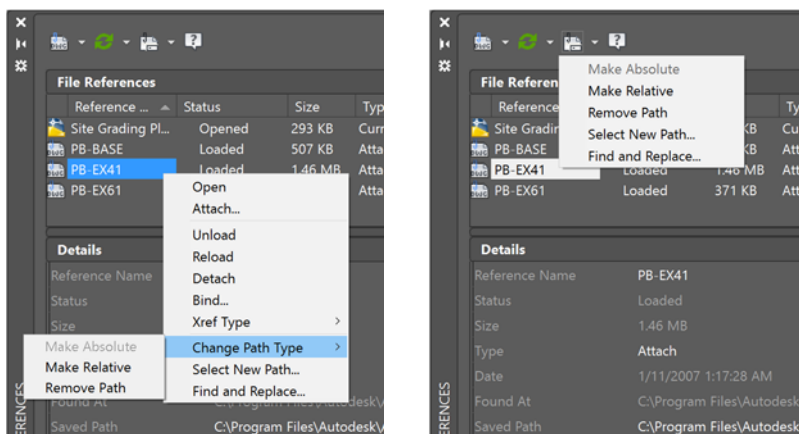 File References
Reference ... Status Size Typ
Site Grading Pl... Opened 293 KB Curr
PB-BASE Loaded 507 KB Atta
PB-EX41 Loaded 1.46 MB Atta
PB-EX61 Atta
Open
Attach...
Unload
Reload
Detach
Bind...
Xref Type
Change Path Type
Select New Path...
Find and Replace...
Make Absolute
Make Relative
Remove Path
Details
Reference Name
Status
Size
Found At C:\Program Files\Autodesk\
Saved Path C:\Program Files\Autodesk\
ERENCES
Make Absolute
Make Relative
Remove Path
Select New Path...
Find and Replace...
File Referen
Reference Ty
Site Gradin KB Cu
PB-BASE KB Att
PB-EX41 Loaded 1.46 MB Att
PB-EX61 Loaded 371 KB Att
Details
Reference Name PB-EX41
Status Loaded
Size 1.46 MB
Type Attach
Date 1/11/2007 1:17:28 AM
Found At C:\Program Files\Autodesk
Saved Path C:\Program Files\Autodesk
ERENCES